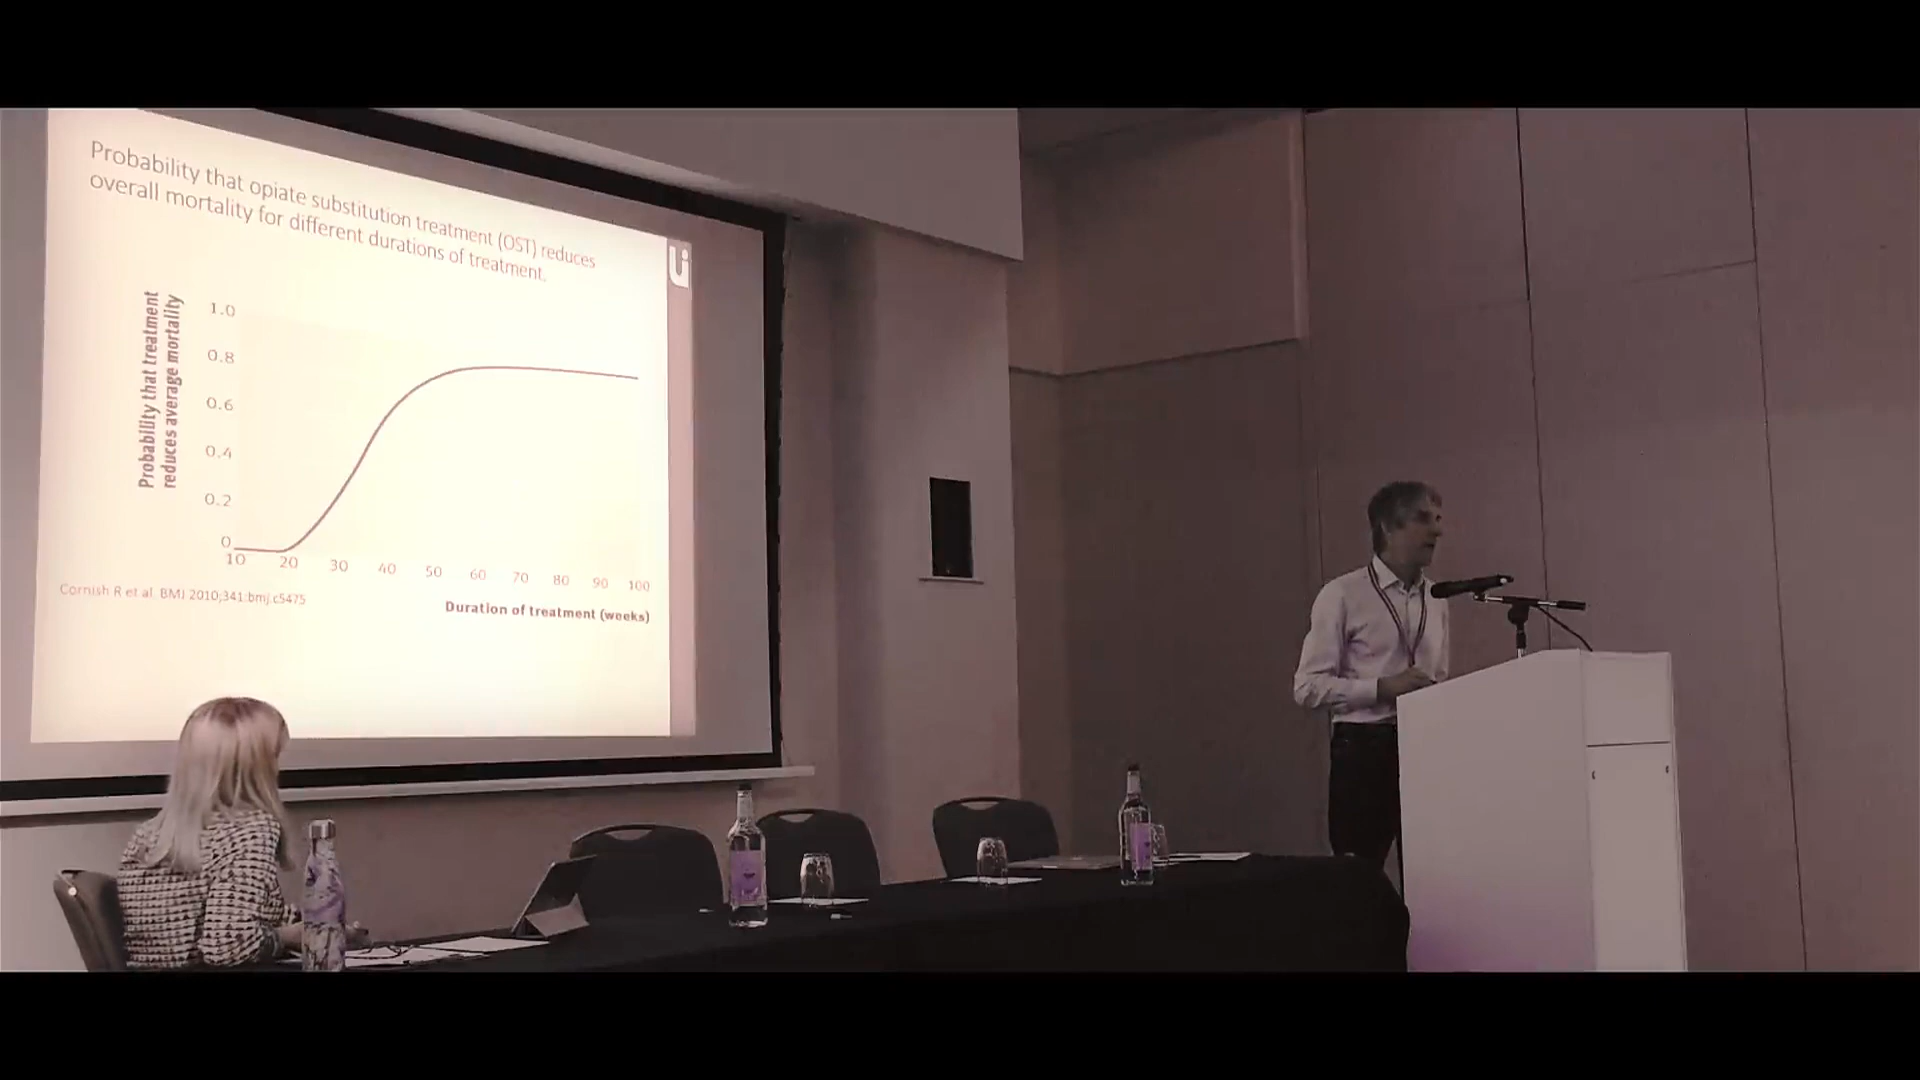 Probability that opiate substitution treatment (OST) reduces
overall mortality for different durations of treatment.
Probability that treatment
reduces average mortality
1.0
0.8
0.6
0.4
0.2
0
10 20 30 40 50 60 70 80 90 100
Duration of treatment (weeks)
Cornish R et al. BMJ 2010;341:bmj.c5475